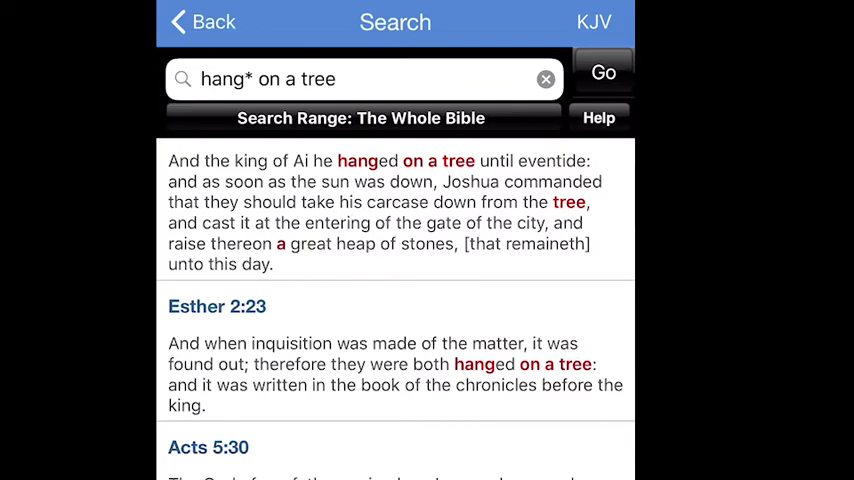 Back Search KJV
hang* on a tree Go
Search Range: The Whole Bible Help
And the king of Ai he hanged on a tree until eventide:
and as soon as the sun was down, Joshua commanded
that they should take his carcase down from the tree,
and cast it at the entering of the gate of the city, and
raise thereon a great heap of stones, [that remaineth]
unto this day.
Esther 2:23
And when inquisition was made of the matter, it was
found out; therefore they were both hanged on a tree:
and it was written in the book of the chronicles before the
king.
Acts 5:30